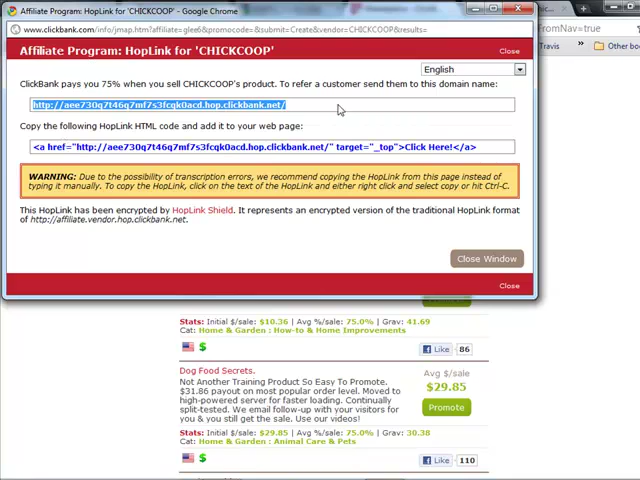 Affiliate Program: HopLink for 'CHICKCOOP' - Google Chrome
www.clickbank.com/info/jmap.htm?affiliate=glee6&promocode=&submit=Create&vendor=CHICKCOOP&results=
FromNav=true
Affiliate Program: HopLink for 'CHICKCOOP'
Close
Travis
Other
English
ClickBank pays you 75% when you sell CHICKCOOP's product. To refer a customer send them to this domain name:
http://aee730q7t46q7mf7s3fcqk0acd.hop.clickbank.net/
Copy the following HopLink HTML code and add it to your web page:
<a href="http://aee730q7t46q7mf7s3fcqk0acd.hop.clickbank.net/" target="_top">Click Here!</a>
WARNING: Due to the possibility of transcription errors, we recommend copying the HopLink from this page instead of
typing it manually. To copy the HopLink, click on the text of the HopLink and either right click and select copy or hit Ctrl-C.
This HopLink has been encrypted by HopLink Shield. It represents an encrypted version of the traditional HopLink format
of http://affiliate.vendor.hop.clickbank.net.
Close Window
Close
Stats: Initial $/sale: $10.36 | Avg %/sale: 75.0% | Grav: 41.69
Cat: Home & Garden : How-to & Home Improvements
$
Like 86
Dog Food Secrets.
Not Another Training Product So Easy To Promote.
$31.86 payout on most popular order level. Moved to
high-powered server for faster loading. Continually
split-tested. We email follow-up with your visitors for
you & you still get the sale. Use our videos!
Avg $/sale
$29.85
Promote
Stats: Initial $/sale: $29.85 | Avg %/sale: 75.0% | Grav: 30.38
Cat: Home & Garden : Animal Care & Pets
$
Like 110